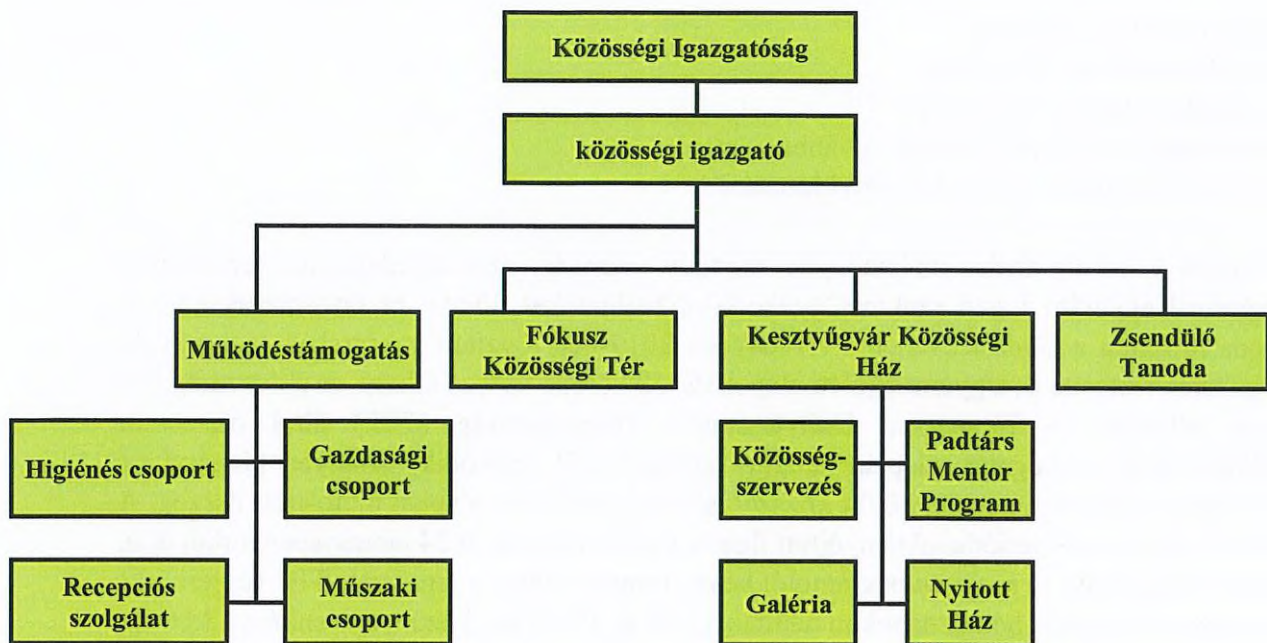 Közösségi Igazgatóság
közösségi igazgató
Működéstámogatás
Fókusz
Közösségi Tér
Kesztyűgyár Közösségi
Ház
Zsendülő
Tanoda
Higiénés csoport
Gazdasági
csoport
Közösség-
szervezés
Padtárs
Mentor
Program
Recepciós
szolgálat
Műszaki
csoport
Galéria
Nyitott
Ház